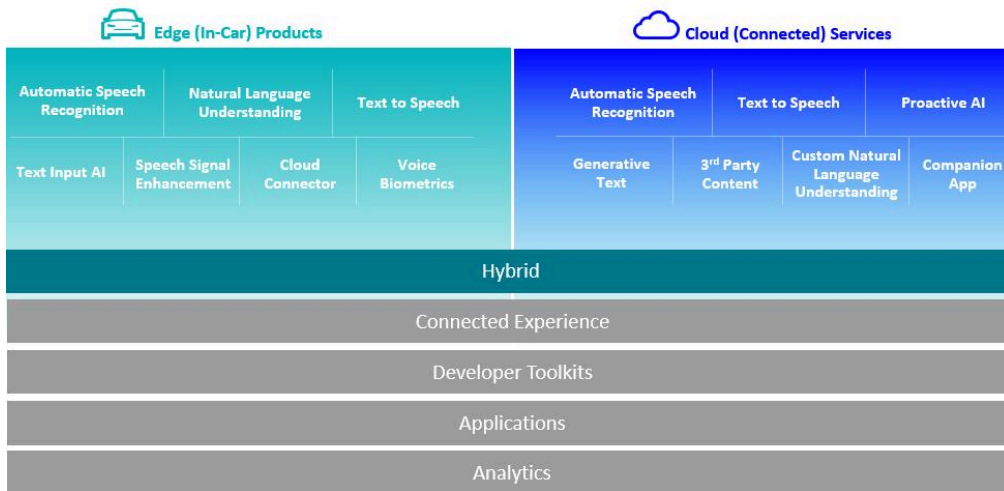 Edge (In-Car) Products
Cloud (Connected) Services
Automatic Speech
Recognition
Natural Language
Understanding
Text to Speech
Text Input AI
Speech Signal
Enhancement
Cloud
Connector
Voice
Biometrics
Automatic Speech
Recognition
Text to Speech
Proactive AI
Generative
Text
3rd Party
Content
Custom Natural
Language
Understanding
Companion
App
Hybrid
Connected Experience
Developer Toolkits
Applications
Analytics